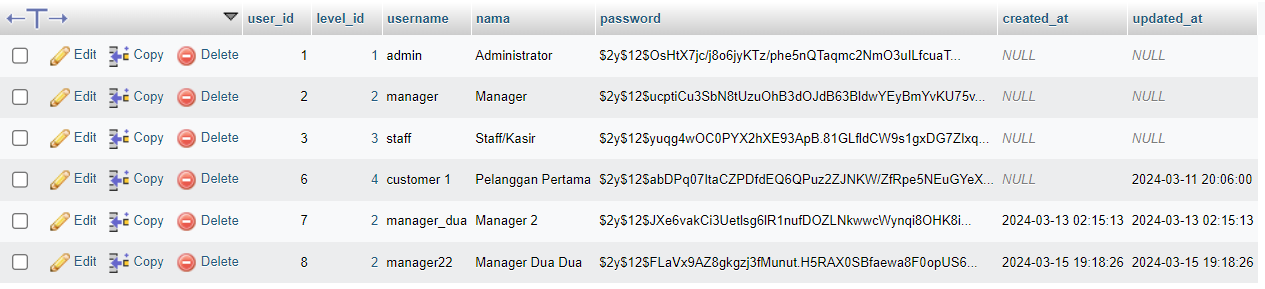 user_id level_id username nama password created_at updated_at
Edit Copy Delete 1 1 admin Administrator $2y$12$OsHtX7jc/j8o6jyKTz/phe5nQTaqmc2NmO3uILfcuaT... NULL NULL
Edit Copy Delete 2 2 manager Manager $2y$12$ucptiCu3SbN8tUzuOhB3dOJdB63BldwYEyBmYvKU75v... NULL NULL
Edit Copy Delete 3 3 staff Staff/Kasir $2y$12$yuqg4wOC0PYX2hXE93ApB.81GLfldCW9s1gxDG7Zlxq... NULL NULL
Edit Copy Delete 6 4 customer 1 Pelanggan Pertama $2y$12$abDPq07ltaCZPDfdEQ6QPuz2ZJNKW/ZfRpe5NEuGYeX... NULL 2024-03-11 20:06:00
Edit Copy Delete 7 2 manager_dua Manager 2 $2y$12$JXe6vakCi3Uetlsg6lR1nufDOZLNkwwcWynqi8OHK8i... 2024-03-13 02:15:13 2024-03-13 02:15:13
Edit Copy Delete 8 2 manager22 Manager Dua Dua $2y$12$FLaVx9AZ8gkgzj3fMunut.H5RAX0SBfaewa8F0opUS6... 2024-03-15 19:18:26 2024-03-15 19:18:26